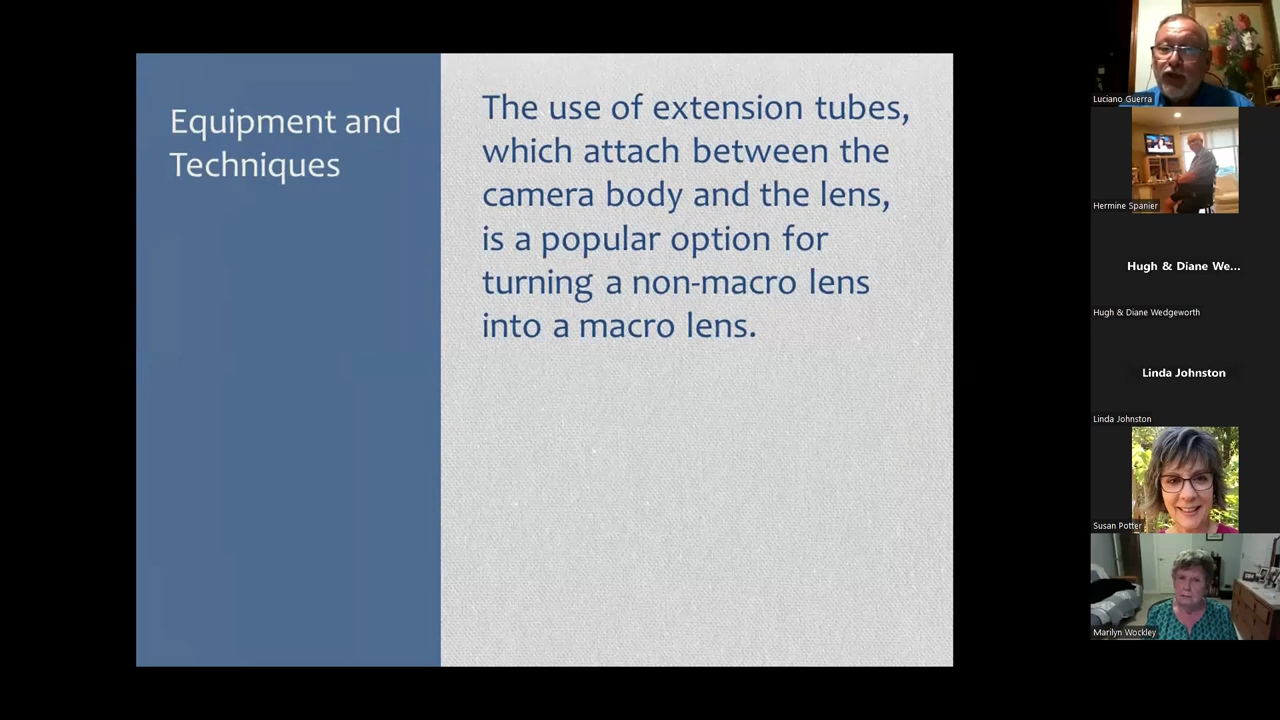 Equipment and
Techniques
The use of extension tubes,
which attach between the
camera body and the lens,
is a popular option for
turning a non-macro lens
into a macro lens.
Luciano Guerra
Hermine Spanier
Hugh & Diane We...
Hugh & Diane Wedgeworth
Linda Johnston
Linda Johnston
Susan Potter
Marilyn Wockley